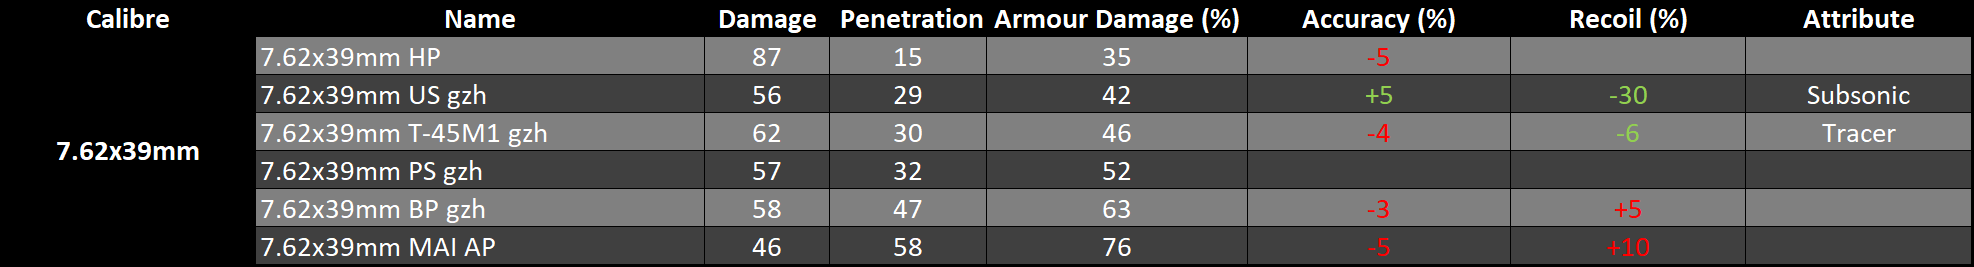 Calibre Name Damage Penetration Armour Damage (%) Accuracy (%) Recoil (%) Attribute
7.62x39mm HP 87 15 35 -5
7.62x39mm US gzh 56 29 42 +5 -30 Subsonic
7.62x39mm T-45M1 gzh 62 30 46 -4 -6 Tracer
7.62x39mm
7.62x39mm PS gzh 57 32 52
7.62x39mm BP gzh 58 47 63 -3 +5
7.62x39mm MAI AP 46 58 76 -5 +10